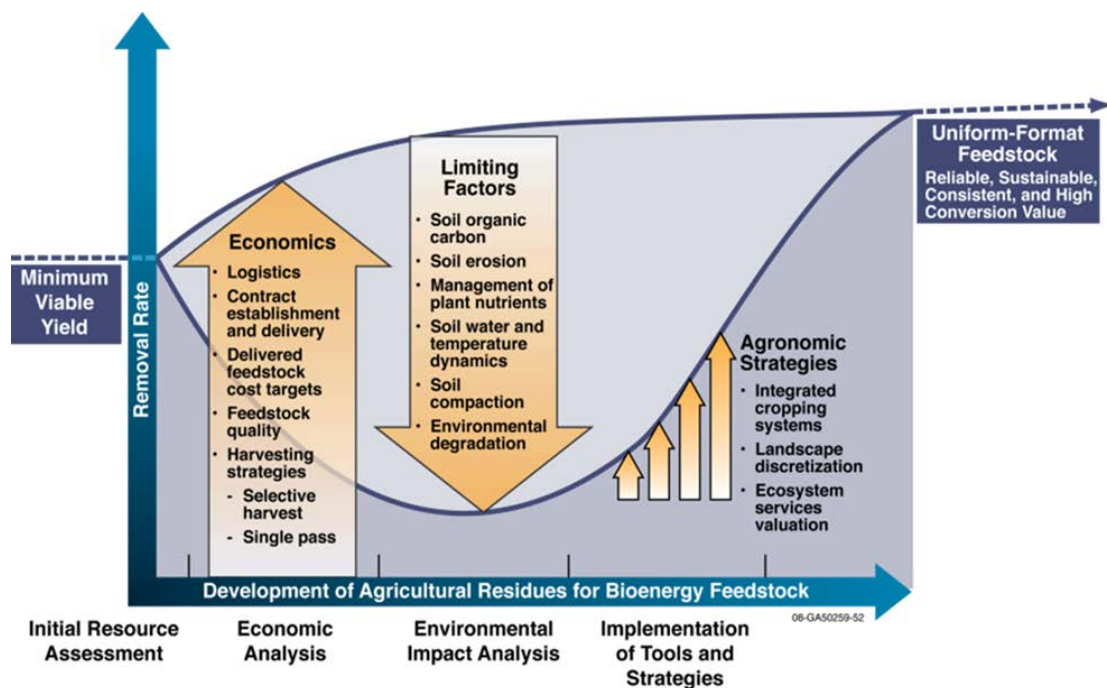 Uniform-Format
Feedstock
Reliable, Sustainable,
Consistent, and High
Conversion Value
Minimum
Viable
Yield
Removal Rate
Economics
· Logistics
· Contract
establishment
and delivery
· Delivered
feedstock
cost targets
· Feedstock
quality
· Harvesting
strategies
- Selective
harvest
- Single pass
Limiting
Factors
· Soil organic
carbon
· Soil erosion
· Management of
plant nutrients
· Soil water and
temperature
dynamics
· Soil
compaction
· Environmental
degradation
Agronomic
Strategies
· Integrated
cropping
systems
· Landscape
discretization
· Ecosystem
services
valuation
Development of Agricultural Residues for Bioenergy Feedstock
08-GA50259-52
Initial Resource
Assessment
Economic
Analysis
Environmental
Impact Analysis
Implementation
of Tools and
Strategies